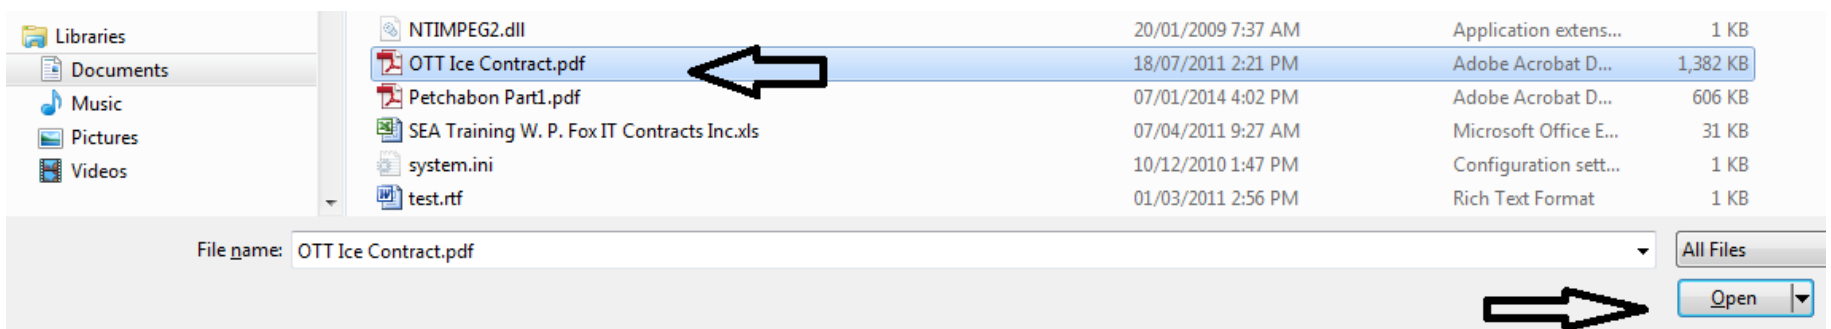 Libraries
Documents
Music
Pictures
Videos
NTIMPEG2.dll 20/01/2009 7:37 AM Application extens... 1 KB
OTT Ice Contract.pdf 18/07/2011 2:21 PM Adobe Acrobat D... 1,382 KB
Petchabon Part1.pdf 07/01/2014 4:02 PM Adobe Acrobat D... 606 KB
SEA Training W. P. Fox IT Contracts Inc.xls 07/04/2011 9:27 AM Microsoft Office E... 31 KB
system.ini 10/12/2010 1:47 PM Configuration sett... 1 KB
test.rtf 01/03/2011 2:56 PM Rich Text Format 1 KB
File name: OTT Ice Contract.pdf All Files
Open